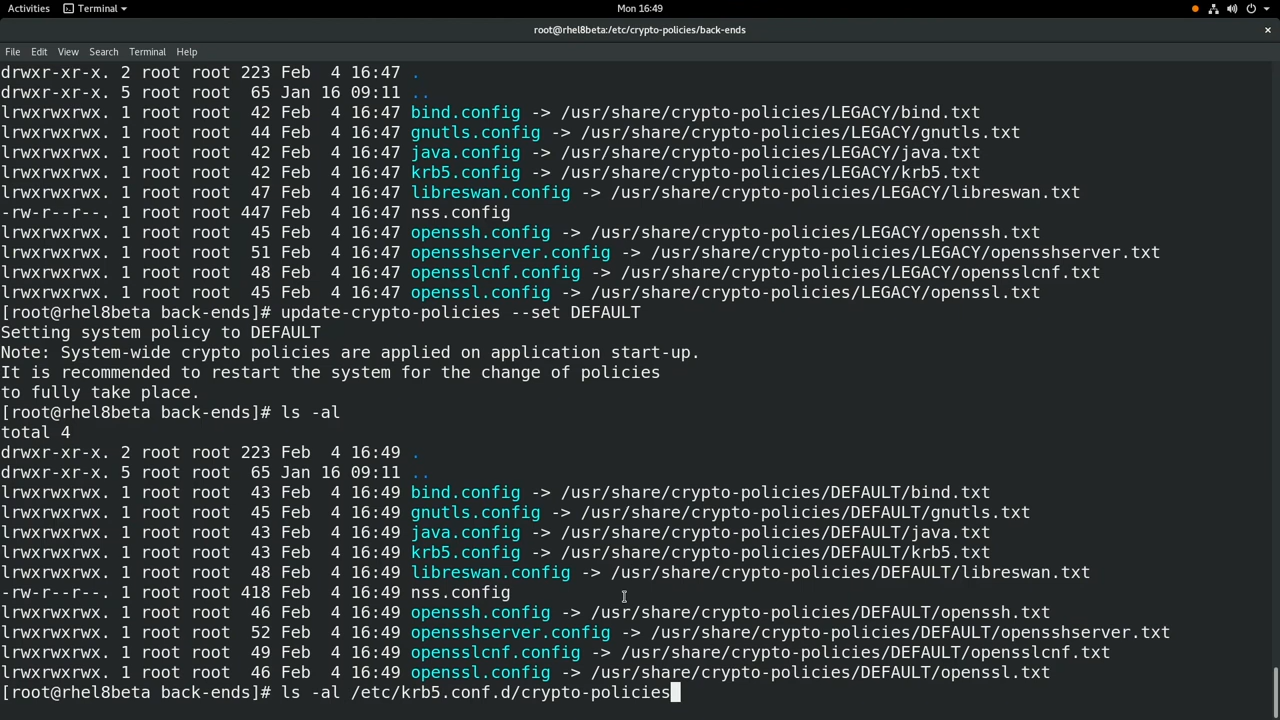 Activities Terminal Mon 16:49
root@rhel8beta:/etc/crypto-policies/back-ends ×
File Edit View Search Terminal Help
drwxr-xr-x. 2 root root 223 Feb  4 16:47 .
drwxr-xr-x. 5 root root  65 Jan 16 09:11 ..
lrwxrwxrwx. 1 root root  42 Feb  4 16:47 bind.config -> /usr/share/crypto-policies/LEGACY/bind.txt
lrwxrwxrwx. 1 root root  44 Feb  4 16:47 gnutls.config -> /usr/share/crypto-policies/LEGACY/gnutls.txt
lrwxrwxrwx. 1 root root  42 Feb  4 16:47 java.config -> /usr/share/crypto-policies/LEGACY/java.txt
lrwxrwxrwx. 1 root root  42 Feb  4 16:47 krb5.config -> /usr/share/crypto-policies/LEGACY/krb5.txt
lrwxrwxrwx. 1 root root  47 Feb  4 16:47 libreswan.config -> /usr/share/crypto-policies/LEGACY/libreswan.txt
-rw-r--r--. 1 root root 447 Feb  4 16:47 nss.config
lrwxrwxrwx. 1 root root  45 Feb  4 16:47 openssh.config -> /usr/share/crypto-policies/LEGACY/openssh.txt
lrwxrwxrwx. 1 root root  51 Feb  4 16:47 opensshserver.config -> /usr/share/crypto-policies/LEGACY/opensshserver.txt
lrwxrwxrwx. 1 root root  48 Feb  4 16:47 opensslcnf.config -> /usr/share/crypto-policies/LEGACY/opensslcnf.txt
lrwxrwxrwx. 1 root root  45 Feb  4 16:47 openssl.config -> /usr/share/crypto-policies/LEGACY/openssl.txt
[root@rhel8beta back-ends]# update-crypto-policies --set DEFAULT
Setting system policy to DEFAULT
Note: System-wide crypto policies are applied on application start-up.
It is recommended to restart the system for the change of policies
to fully take place.
[root@rhel8beta back-ends]# ls -al
total 4
drwxr-xr-x. 2 root root 223 Feb  4 16:49 .
drwxr-xr-x. 5 root root  65 Jan 16 09:11 ..
lrwxrwxrwx. 1 root root  43 Feb  4 16:49 bind.config -> /usr/share/crypto-policies/DEFAULT/bind.txt
lrwxrwxrwx. 1 root root  45 Feb  4 16:49 gnutls.config -> /usr/share/crypto-policies/DEFAULT/gnutls.txt
lrwxrwxrwx. 1 root root  43 Feb  4 16:49 java.config -> /usr/share/crypto-policies/DEFAULT/java.txt
lrwxrwxrwx. 1 root root  43 Feb  4 16:49 krb5.config -> /usr/share/crypto-policies/DEFAULT/krb5.txt
lrwxrwxrwx. 1 root root  48 Feb  4 16:49 libreswan.config -> /usr/share/crypto-policies/DEFAULT/libreswan.txt
-rw-r--r--. 1 root root 418 Feb  4 16:49 nss.config
lrwxrwxrwx. 1 root root  46 Feb  4 16:49 openssh.config -> /usr/share/crypto-policies/DEFAULT/openssh.txt
lrwxrwxrwx. 1 root root  52 Feb  4 16:49 opensshserver.config -> /usr/share/crypto-policies/DEFAULT/opensshserver.txt
lrwxrwxrwx. 1 root root  49 Feb  4 16:49 opensslcnf.config -> /usr/share/crypto-policies/DEFAULT/opensslcnf.txt
lrwxrwxrwx. 1 root root  46 Feb  4 16:49 openssl.config -> /usr/share/crypto-policies/DEFAULT/openssl.txt
[root@rhel8beta back-ends]# ls -al /etc/krb5.conf.d/crypto-policies